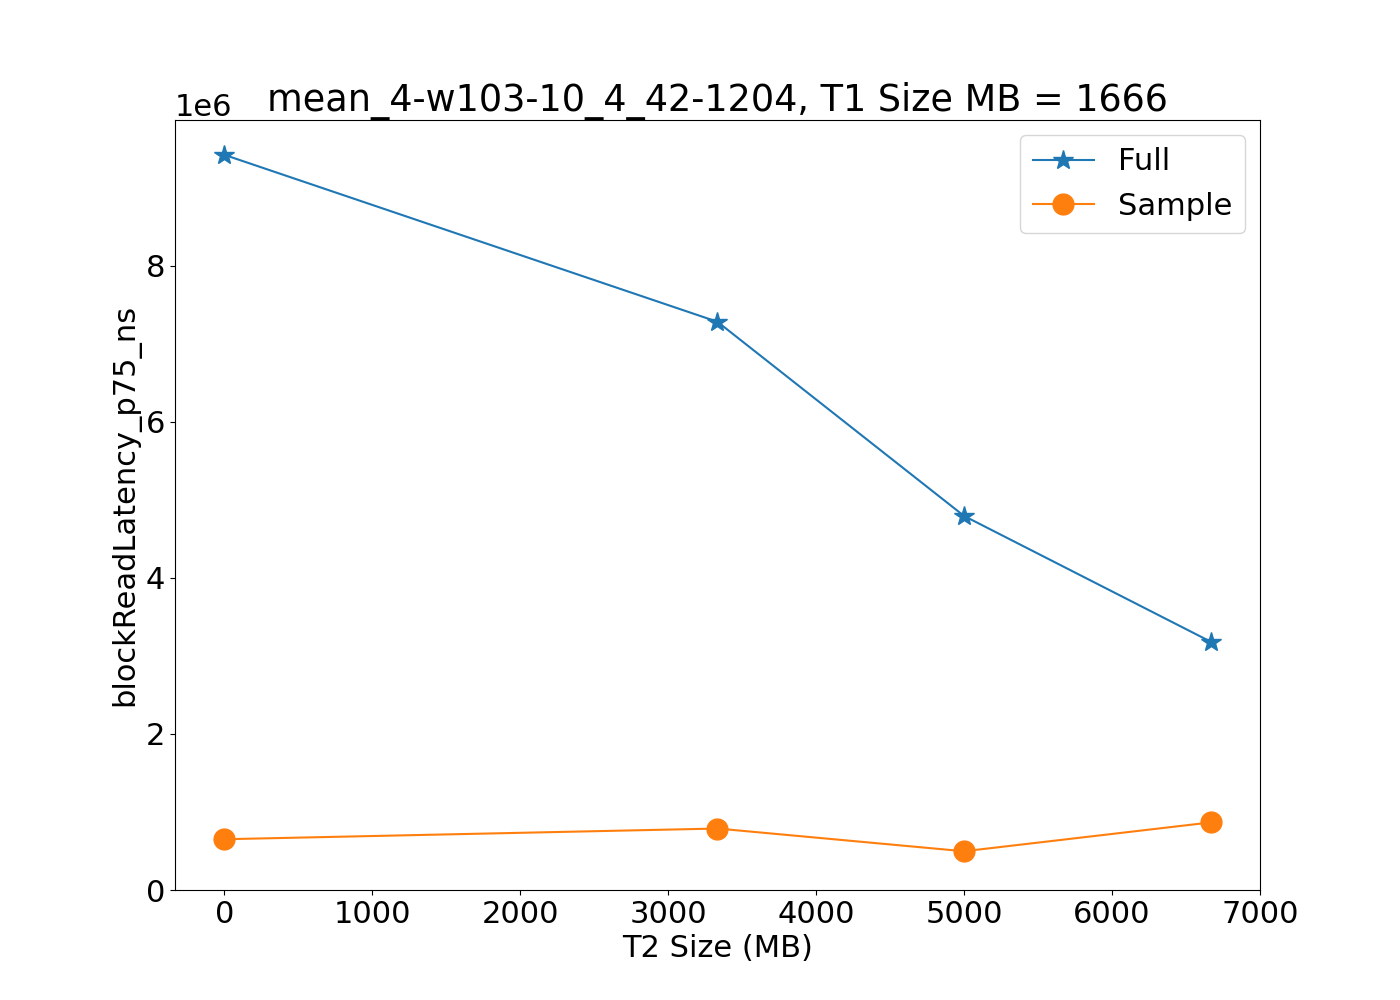 mean_4-w103-10_4_42-1204, T1 Size MB = 1666
1e6
Full
Sample
8
6
4
2
0
blockReadLatency_p75_ns
0 1000 2000 3000 4000 5000 6000 7000
T2 Size (MB)